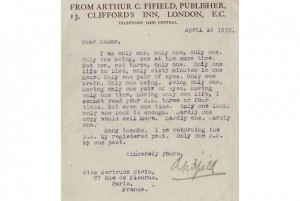 FROM ARTHUR C. FIFIELD, PUBLISHER,
13, CLIFFORD'S INN, LONDON, E.C.
TELEPHONE 14430 CENTRAL.
April 19 1912.
Dear Madam,
I am only one, only one, only one.
Only one being, one at the same time.
Not two, not three, only one. Only one
life to live, only sixty minutes in one
hour. Only one pair of eyes. Only one
brain. Only one being. Being only one,
having only one pair of eyes, having
only one time, having only one life, I
cannot read your M.S. three or four
times. Not even one time. Only one look,
only one look is enough. Hardly one
copy would sell here. Hardly one. Hardly
one.
Many thanks. I am returning the
M.S. by registered post. Only one M.S.
by one post.
Sincerely yours,
Miss Gertrude Stein,
27 Rue de Fleurus,
Paris,
France.